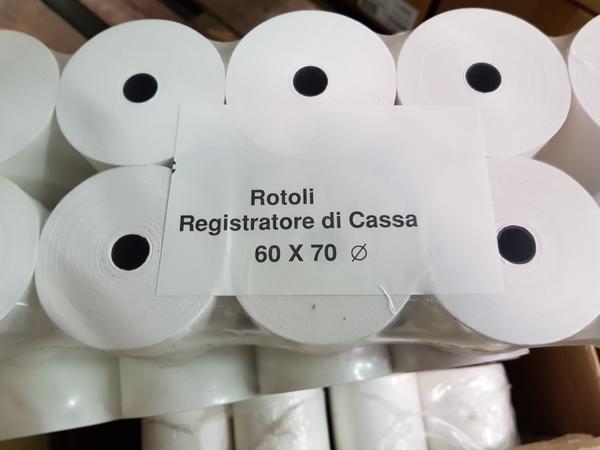 Rotoli
Registratore di Cassa
60 X 70 ∅